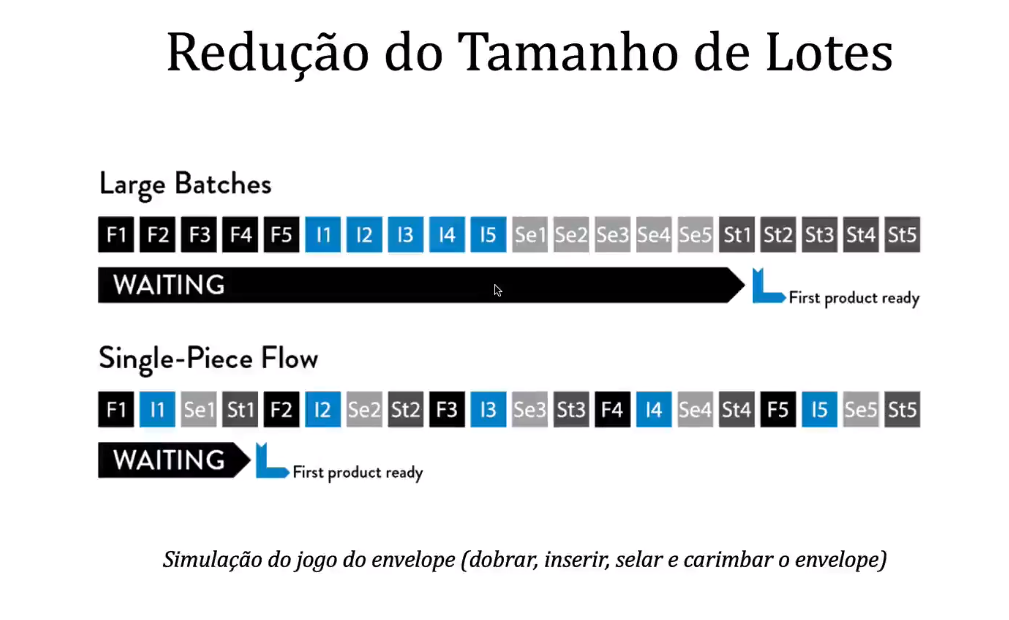 Redução do Tamanho de Lotes
Large Batches
F1 F2 F3 F4 F5 I1 I2 I3 I4 I5 Se1 Se2 Se3 Se4 Se5 St1 St2 St3 St4 St5
WAITING First product ready
Single-Piece Flow
F1 I1 Se1 St1 F2 I2 Se2 St2 F3 I3 Se3 St3 F4 I4 Se4 St4 F5 I5 Se5 St5
WAITING First product ready
Simulação do jogo do envelope (dobrar, inserir, selar e carimbar o envelope)